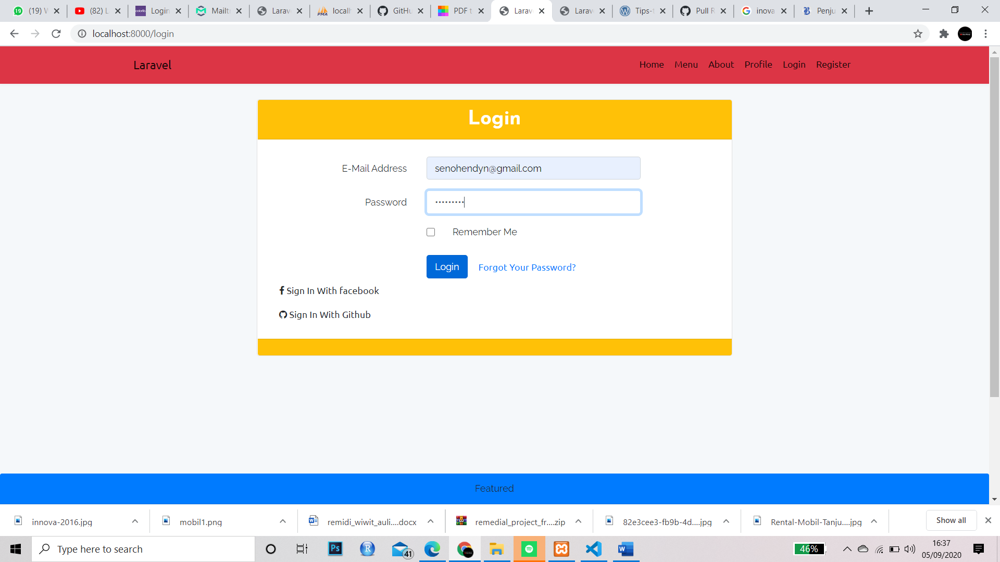 (19) W
(82) L
Login
Mailt
Larav
localh
GitHu
PDF t
Larav
Larav
Tips-
Pull R
inova
Penju
localhost:8000/login
Laravel
Home Menu About Profile Login Register
Login
E-Mail Address senohendyn@gmail.com
Password •••••••••
Remember Me
Login Forgot Your Password?
Sign In With facebook
Sign In With Github
Featured
innova-2016.jpg
mobil1.png
remidi_wiwit_auli....docx
remedial_project_fr....zip
82e3cee3-fb9b-4d....jpg
Rental-Mobil-Tanju....jpg
Show all
Type here to search
41
46%
16:37
05/09/2020